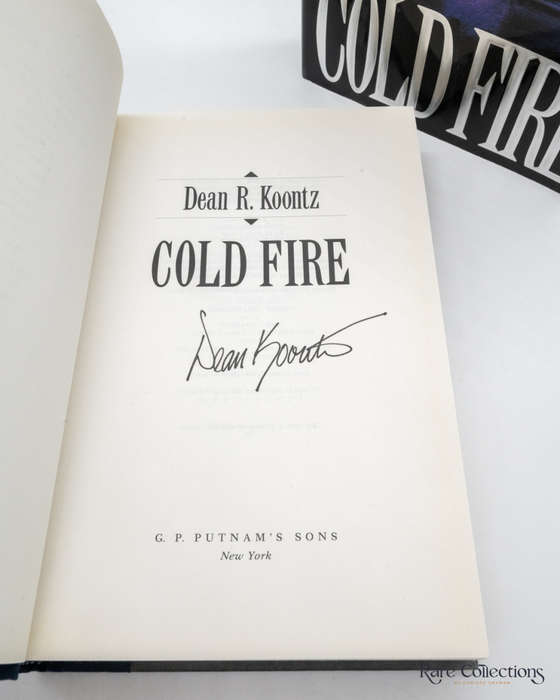 COLD FIRE
Dean R. Koontz
COLD FIRE
Dean Koontz
G. P. PUTNAM'S SONS
New York
Rare Collections